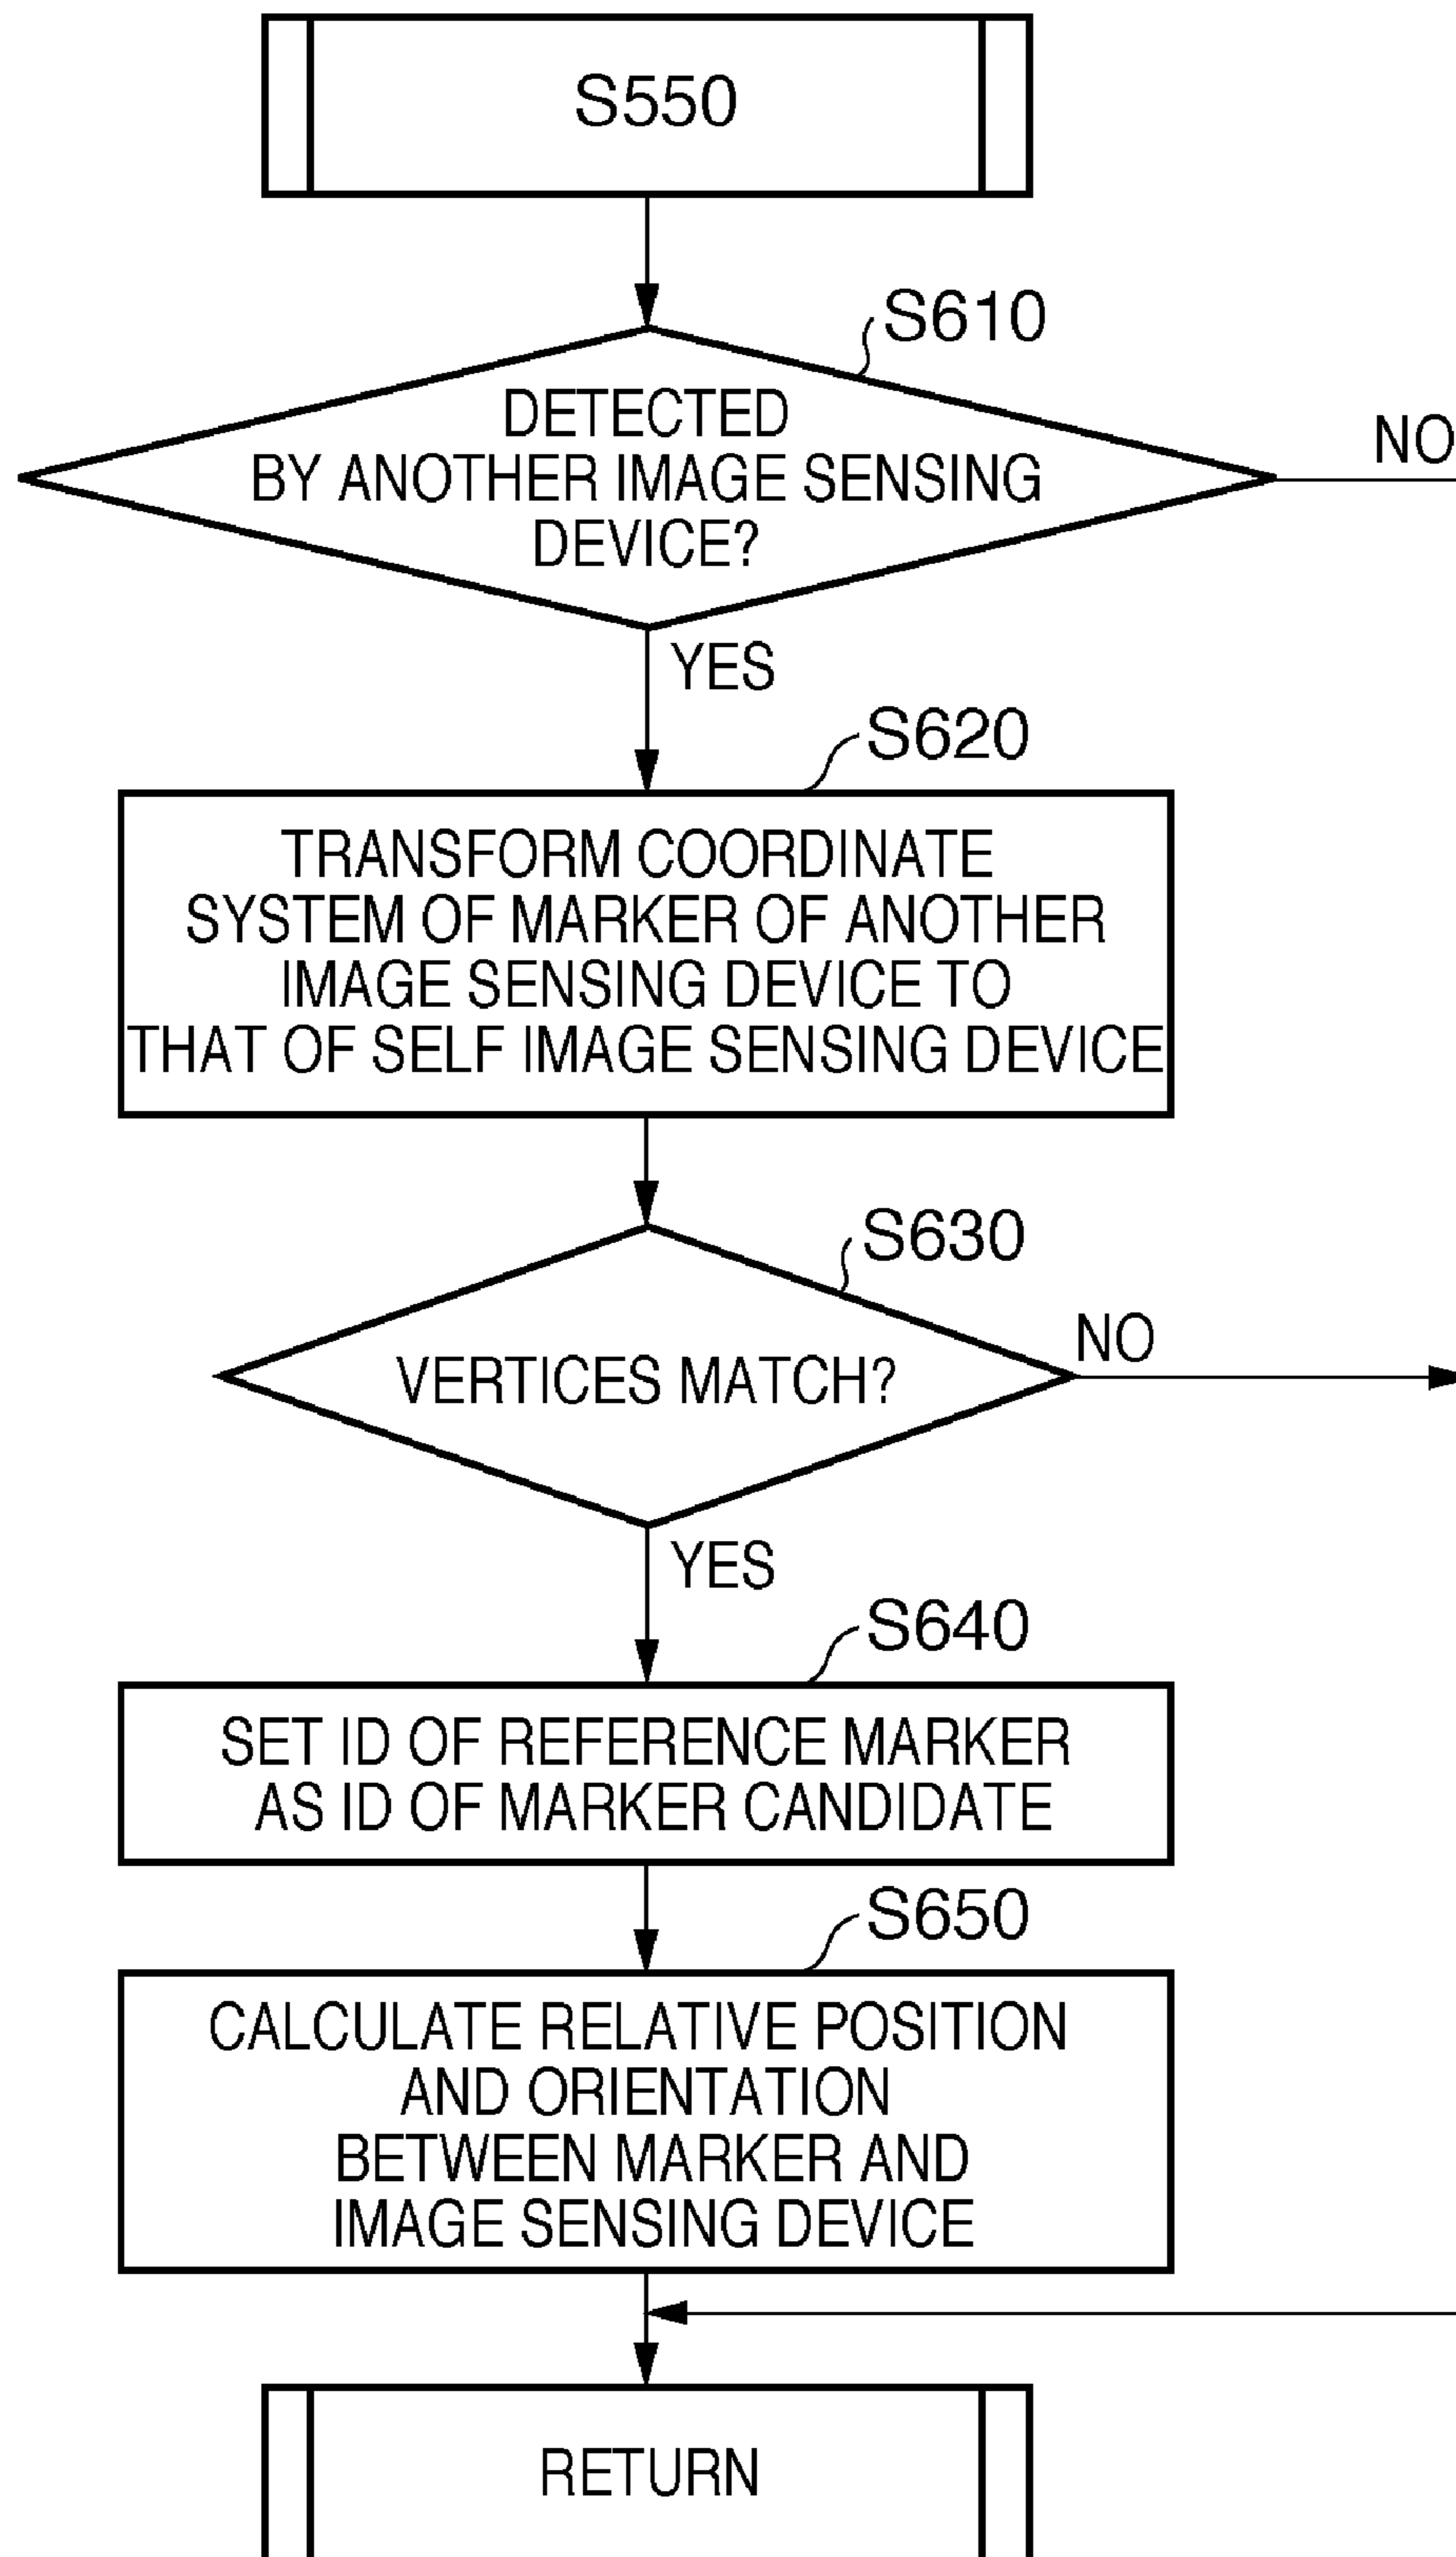 S550
S610
DETECTED
BY ANOTHER IMAGE SENSING
DEVICE?
NO
YES
S620
TRANSFORM COORDINATE
SYSTEM OF MARKER OF ANOTHER
IMAGE SENSING DEVICE TO
THAT OF SELF IMAGE SENSING DEVICE
S630
VERTICES MATCH?
NO
YES
S640
SET ID OF REFERENCE MARKER
AS ID OF MARKER CANDIDATE
S650
CALCULATE RELATIVE POSITION
AND ORIENTATION
BETWEEN MARKER AND
IMAGE SENSING DEVICE
RETURN